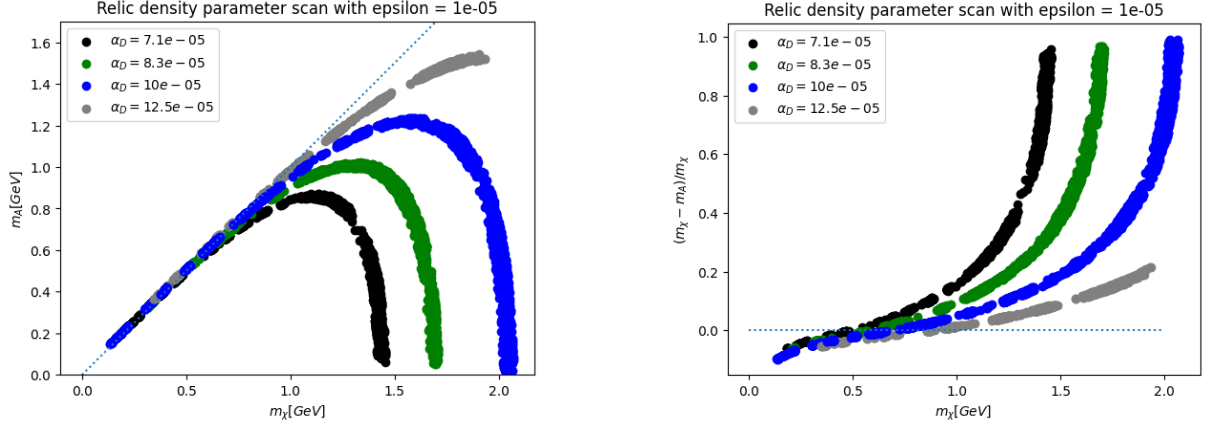 Relic density parameter scan with epsilon = 1e-05
α_D = 7.1e−05
α_D = 8.3e−05
α_D = 10e−05
α_D = 12.5e−05
m_A[GeV]
1.6
1.4
1.2
1.0
0.8
0.6
0.4
0.2
0.0
0.0 0.5 1.0 1.5 2.0
m_χ[GeV]
Relic density parameter scan with epsilon = 1e-05
α_D = 7.1e−05
α_D = 8.3e−05
α_D = 10e−05
α_D = 12.5e−05
(m_χ − m_A)/m_χ
1.0
0.8
0.6
0.4
0.2
0.0
0.0 0.5 1.0 1.5 2.0
m_χ[GeV]